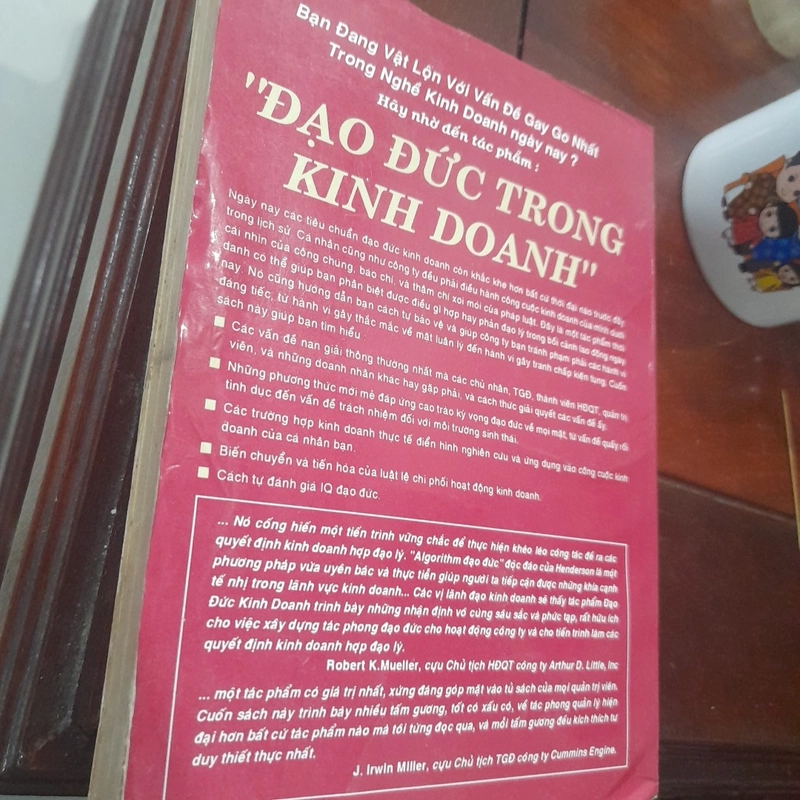 Bạn Đang Vật Lộn Với Vấn Đề Gay Go Nhất
Trong Nghề Kinh Doanh ngày nay ?
Hãy nhờ đến tác phẩm :
"ĐẠO ĐỨC TRONG
KINH DOANH"
Ngày nay các tiêu chuẩn đạo đức kinh doanh còn khắc khe hơn bất cứ thời đại nào trước đây
trong lịch sử. Cá nhân cũng như công ty đều phải điều hành công cuộc kinh doanh của mình dưới
cái nhìn của công chúng, báo chí, và thậm chí xoi mói của pháp luật. Đây là một tác phẩm thời
danh có thể giúp bạn phân biệt được điều gì hợp hay phản đạo lý trong bối cảnh lao động ngày
nay. Nó cũng hướng dẫn bạn cách tự bảo vệ và giúp công ty bạn tránh phạm phải các hành vi
đáng tiếc, từ hành vi gây thắc mắc về mặt luân lý đến hành vi gây tranh chấp kiện tụng. Cuốn
sách này giúp bạn tìm hiểu
Các vấn đề nan giải thông thường nhất mà các chủ nhân, TGĐ, thành viên HĐQT, quản trị
viên, và những doanh nhân khác hay gặp phải, và cách thức giải quyết các vấn đề ấy.
Những phương thức mới mẻ đáp ứng cao trào kỳ vọng đạo đức về mọi mặt, từ vấn đề quấy rối
tình dục đến vấn đề trách nhiệm đối với môi trường sinh thái.
Các trường hợp kinh doanh thực tế điển hình nghiên cứu và ứng dụng vào công cuộc kinh
doanh của cá nhân bạn.
Biến chuyển và tiến hóa của luật lệ chi phối hoạt động kinh doanh.
Cách tự đánh giá IQ đạo đức.
... Nó cống hiến một tiến trình vững chắc để thực hiện khéo léo công tác đề ra các
quyết định kinh doanh hợp đạo lý. "Algorithm đạo đức" độc đáo của Henderson là một
phương pháp vừa uyên bác và thực tiễn giúp người ta tiếp cận được những khía cạnh
tế nhị trong lãnh vực kinh doanh... Các vị lãnh đạo kinh doanh sẽ thấy tác phẩm Đạo
Đức Kinh Doanh trình bày những nhận định vô cùng sâu sắc và phức tạp, rất hữu ích
cho việc xây dựng tác phong đạo đức cho hoạt động công ty và cho tiến trình làm các
quyết định kinh doanh hợp đạo lý.
Robert K.Mueller, cựu Chủ tịch HĐQT công ty Arthur D. Little, Inc
... một tác phẩm có giá trị nhất, xứng đáng góp mặt vào tủ sách của mọi quản trị viên.
Cuốn sách này trình bày nhiều tấm gương, tốt có xấu có, về tác phong quản lý hiện
đại hơn bất cứ tác phẩm nào mà tôi từng đọc qua, và mỗi tấm gương đều kích thích tư
duy thiết thực nhất.
J. Irwin Miller, cựu Chủ tịch TGĐ công ty Cummins Engine.